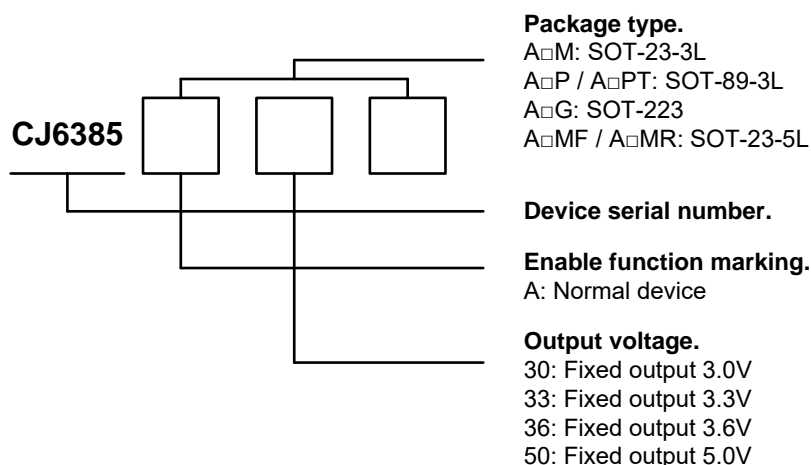 CJ6385
Package type.
A□M: SOT-23-3L
A□P / A□PT: SOT-89-3L
A□G: SOT-223
A□MF / A□MR: SOT-23-5L
Device serial number.
Enable function marking.
A: Normal device
Output voltage.
30: Fixed output 3.0V
33: Fixed output 3.3V
36: Fixed output 3.6V
50: Fixed output 5.0V